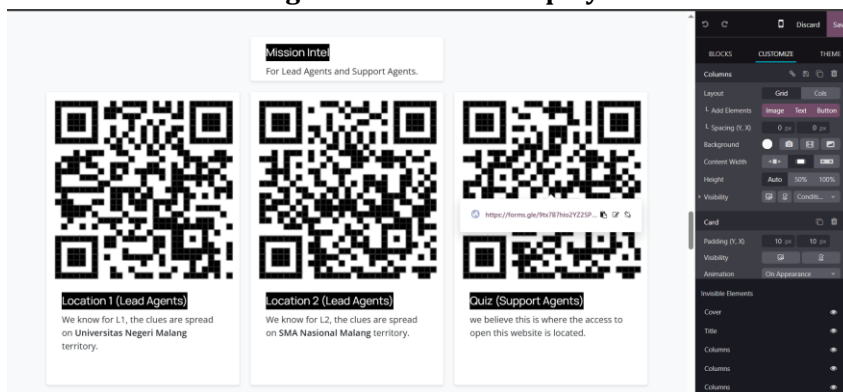 Discard
Sav
BLOCKS
CUSTOMIZE
THEME
Mission Intel
For Lead Agents and Support Agents.
Columns
Layout
Grid
Cols
Add Elements
Image
Text
Button
Spacing (Y, X)
0 px
0 px
Background
Content Width
Height
Auto
50%
100%
Visibility
Conditi...
https://forms.gle/9tx787hio2YZ2SP...
Card
Padding (Y, X)
10 px
10 px
Visibility
Animation
On Appearance
Invisible Elements
Cover
Title
Columns
Columns
Columns
Location 1 (Lead Agents)
We know for L1, the clues are spread
on Universitas Negeri Malang
territory.
Location 2 (Lead Agents)
We know for L2, the clues are spread
on SMA Nasional Malang territory.
Quiz (Support Agents)
we believe this is where the access to
open this website is located.